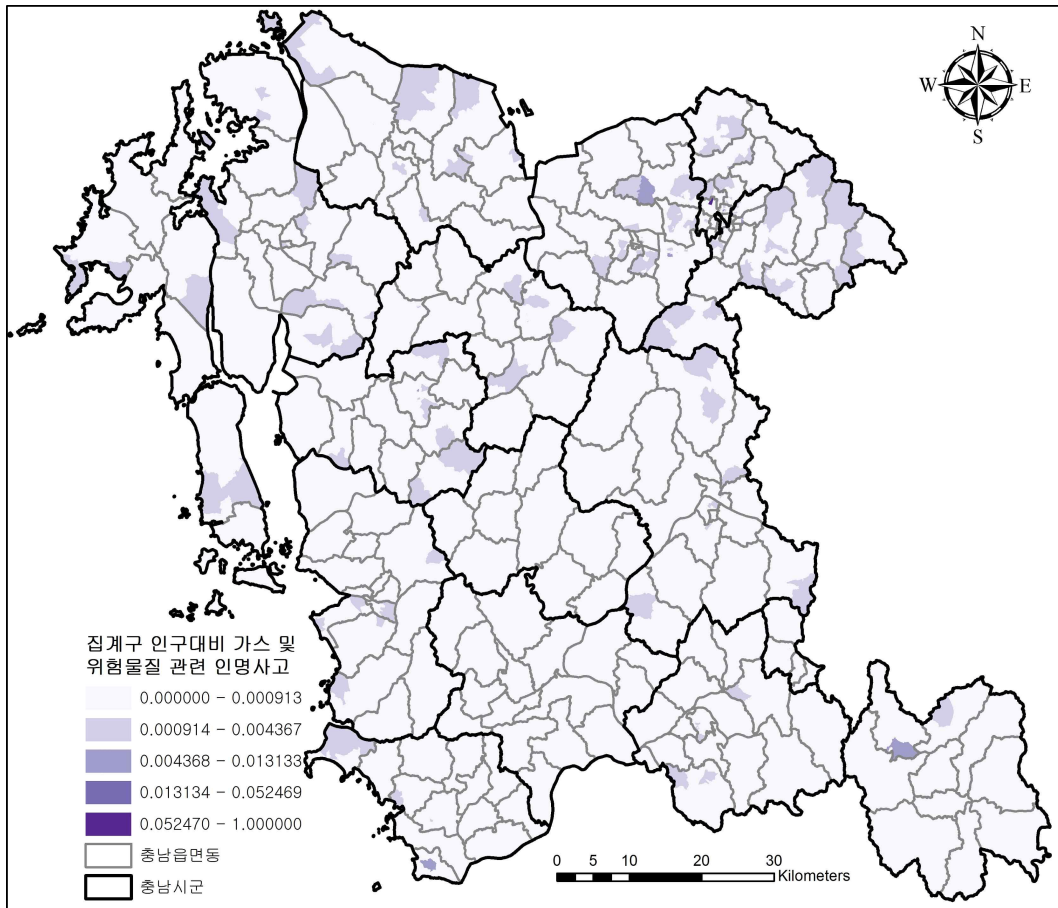 N
W E
S
집계구 인구대비 가스 및
위험물질 관련 인명사고
0.000000 - 0.000913
0.000914 - 0.004367
0.004368 - 0.013133
0.013134 - 0.052469
0.052470 - 1.000000
충남읍면동
충남시군
0 5 10 20 30
Kilometers